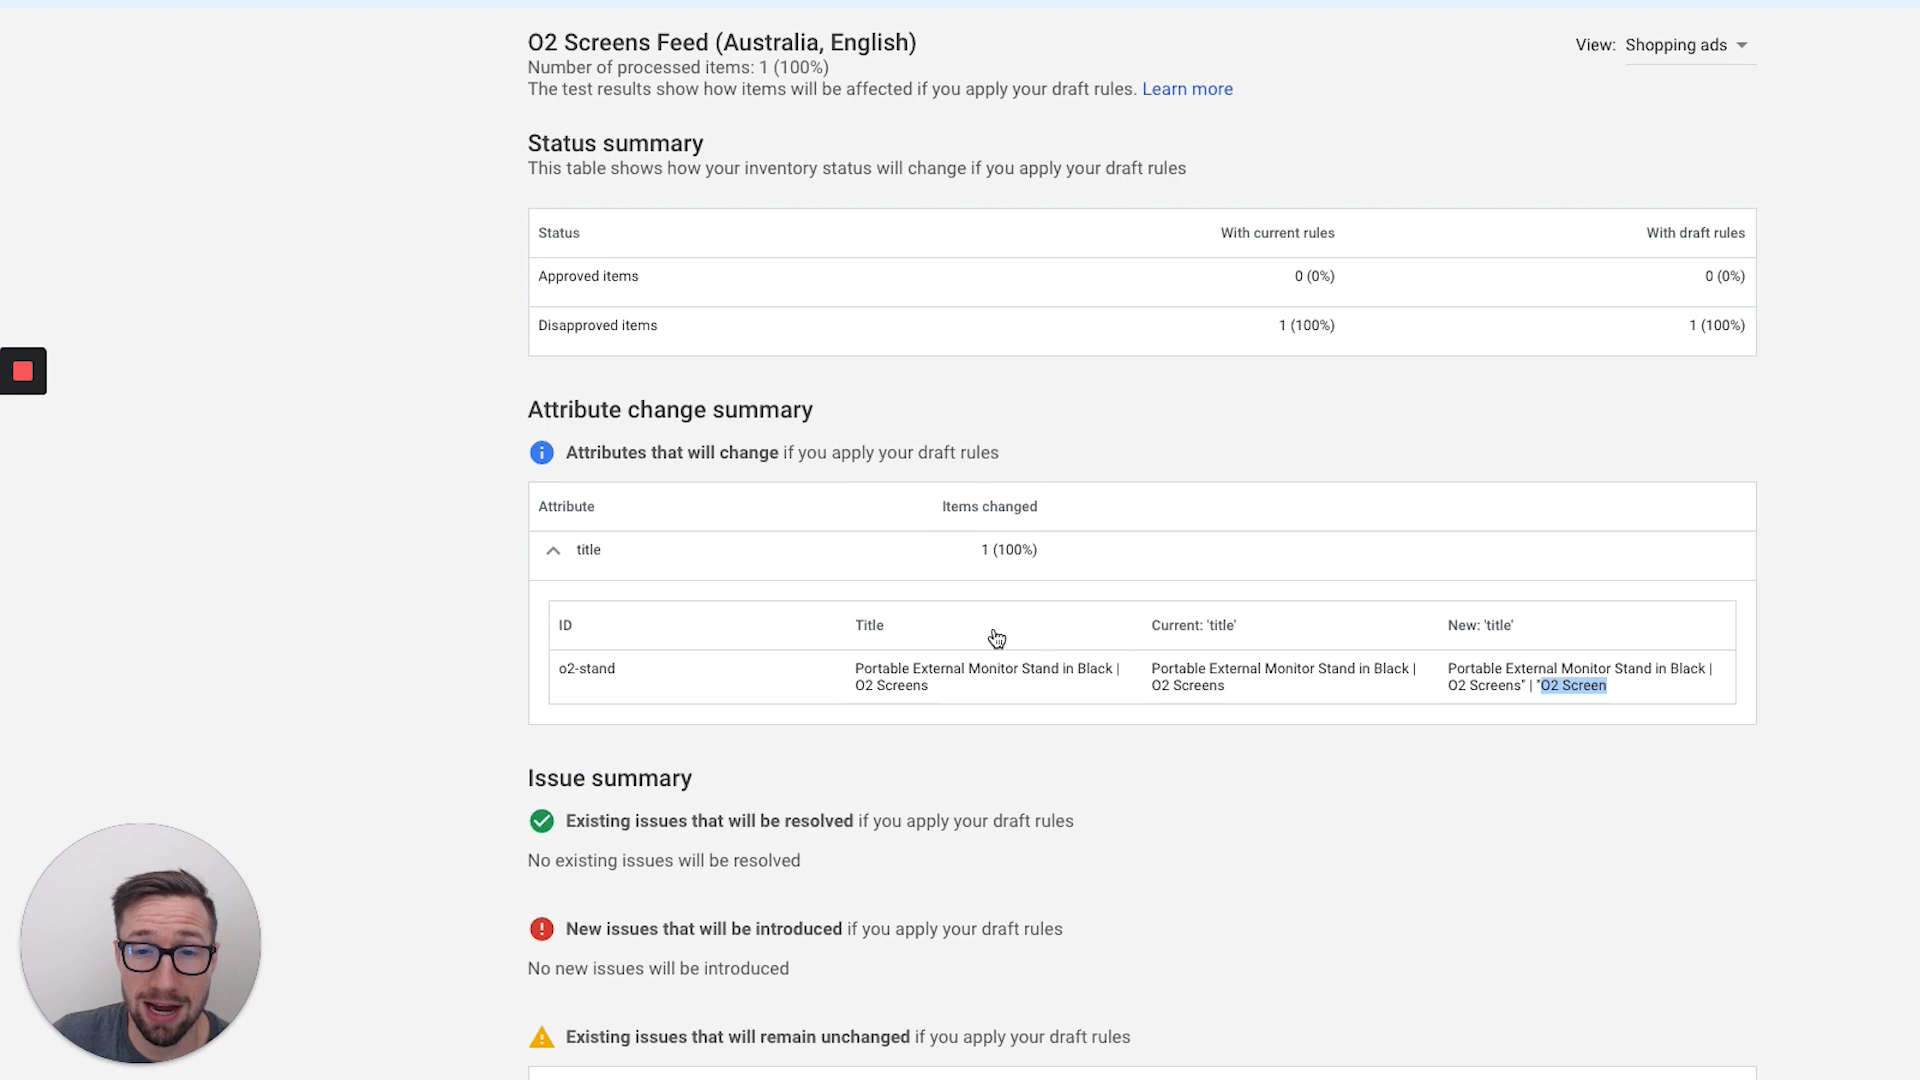 O2 Screens Feed (Australia, English)
View: Shopping ads
Number of processed items: 1 (100%)
The test results show how items will be affected if you apply your draft rules. Learn more
Status summary
This table shows how your inventory status will change if you apply your draft rules
Status With current rules With draft rules
Approved items 0 (0%) 0 (0%)
Disapproved items 1 (100%) 1 (100%)
Attribute change summary
Attributes that will change if you apply your draft rules
Attribute Items changed
title 1 (100%)
ID Title Current: 'title' New: 'title'
o2-stand
Portable External Monitor Stand in Black |
O2 Screens
Portable External Monitor Stand in Black |
O2 Screens
Portable External Monitor Stand in Black |
O2 Screens" | "O2 Screen
Issue summary
Existing issues that will be resolved if you apply your draft rules
No existing issues will be resolved
New issues that will be introduced if you apply your draft rules
No new issues will be introduced
Existing issues that will remain unchanged if you apply your draft rules